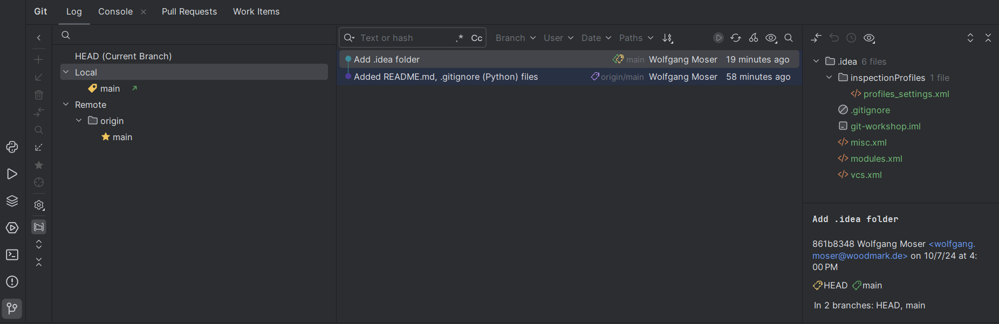 Git Log Console Pull Requests Work Items
HEAD (Current Branch)
Local
main
Remote
origin
main
Text or hash .* Cc Branch User Date Paths
Add .idea folder main Wolfgang Moser 19 minutes ago
Added README.md, .gitignore (Python) files origin/main Wolfgang Moser 58 minutes ago
.idea 6 files
inspectionProfiles 1 file
</> profiles_settings.xml
.gitignore
git-workshop.iml
</> misc.xml
</> modules.xml
</> vcs.xml
Add .idea folder
861b8348 Wolfgang Moser <wolfgang.
moser@woodmark.de> on 10/7/24 at 4:
00 PM
HEAD main
In 2 branches: HEAD, main